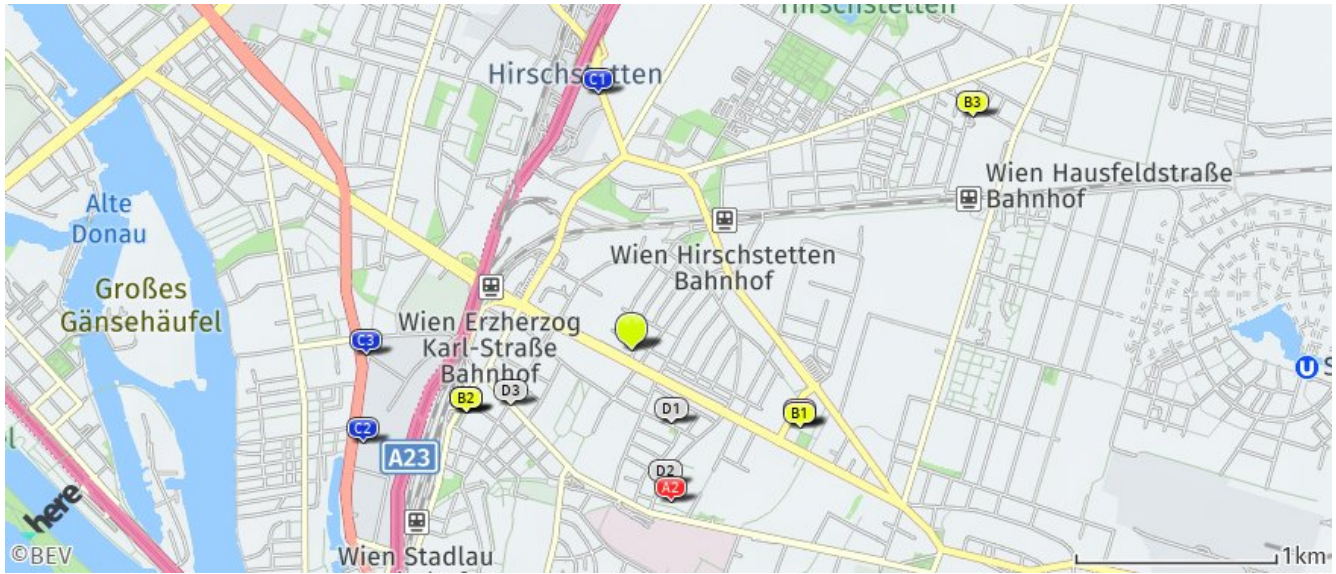 Hirschstetten
Hirschstetten
C1
B3
Wien Hausfeldstraße
Bahnhof
Alte
Donau
Wien Hirschstetten
Bahnhof
Großes
Gänsehäufel
Wien Erzherzog
Karl-Straße
Bahnhof
C3
U S
D3
B2
D1
B1
C2
A23
D2
A2
here
©BEV
Wien Stadlau
1km